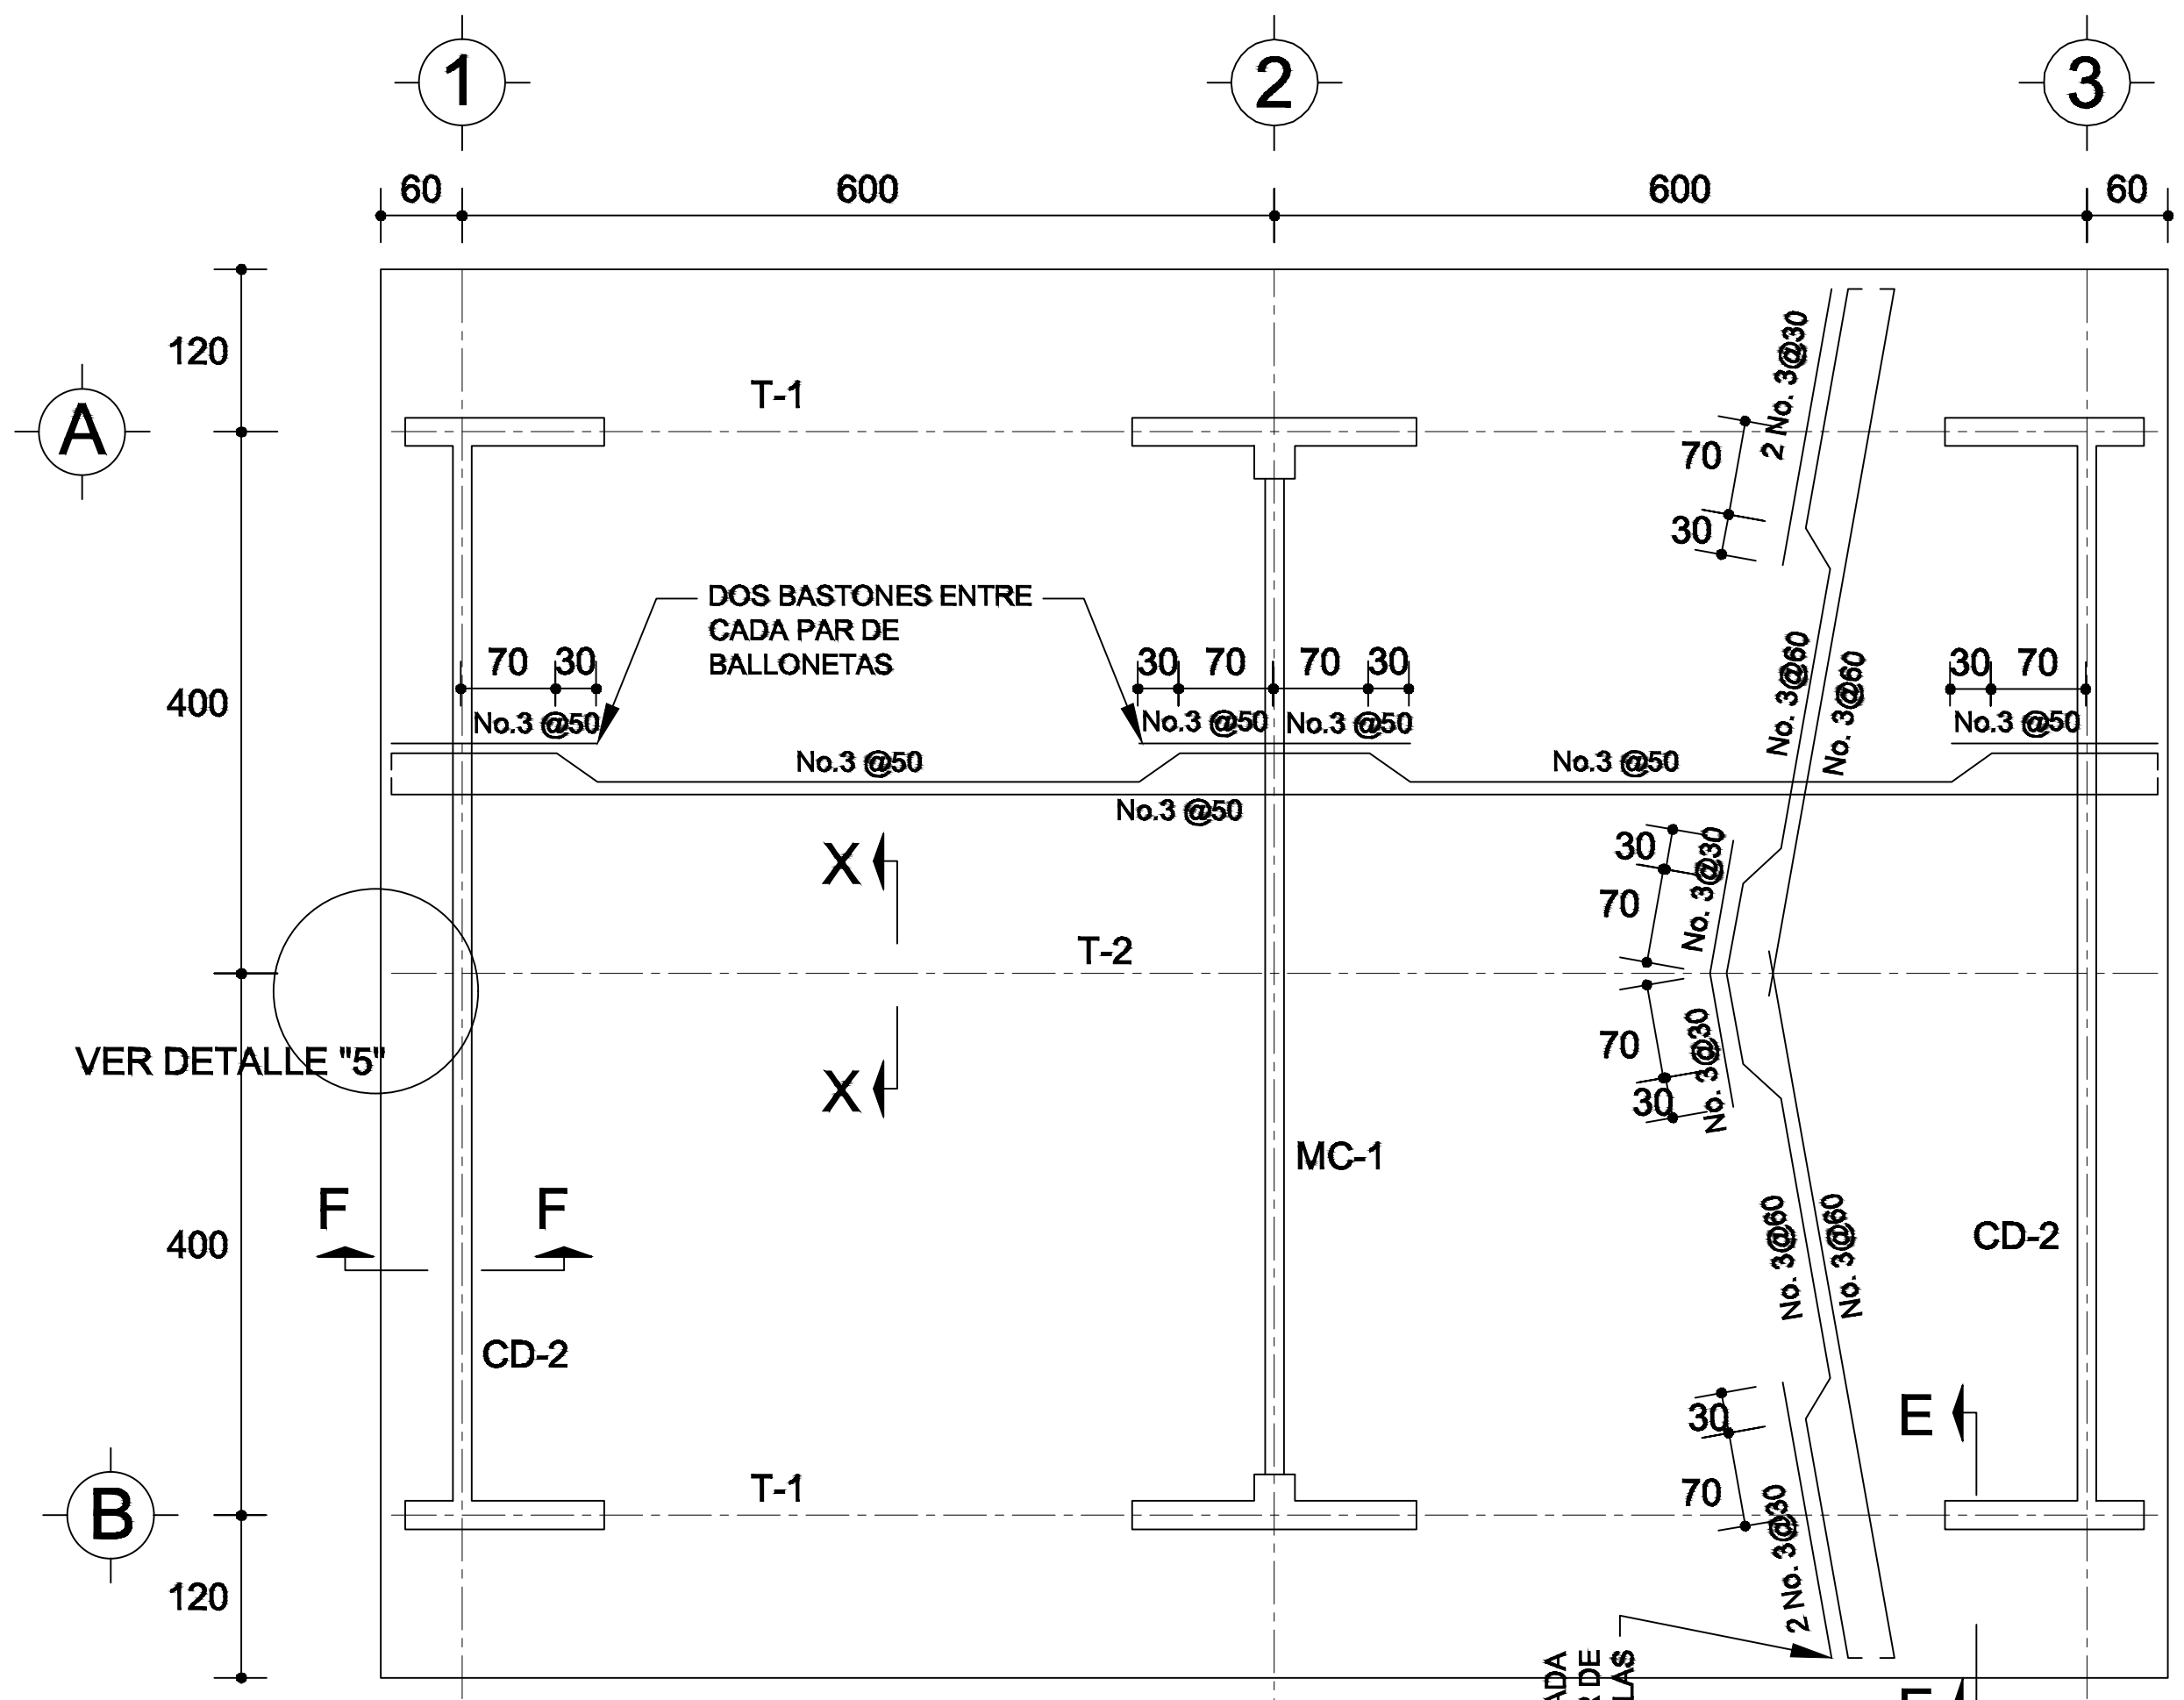 1
2
3
60
600
600
60
120
A
T-1
2 No. 3@30
70
30
DOS BASTONES ENTRE
CADA PAR DE
BALLONETAS
400
70
30
30
70
70
30
No. 3@60
No. 3@60
30
70
No.3 @50
No.3 @50
No.3 @50
No.3 @50
No.3 @50
No.3 @50
No.3 @50
X
30
No. 3@30
70
T-2
VER DETALLE "5"
X
70
No. 3@30
30
MC-1
F
F
400
No. 3@60
No. 3@60
CD-2
CD-2
30
E
T-1
70
B
2 No. 3@30
120